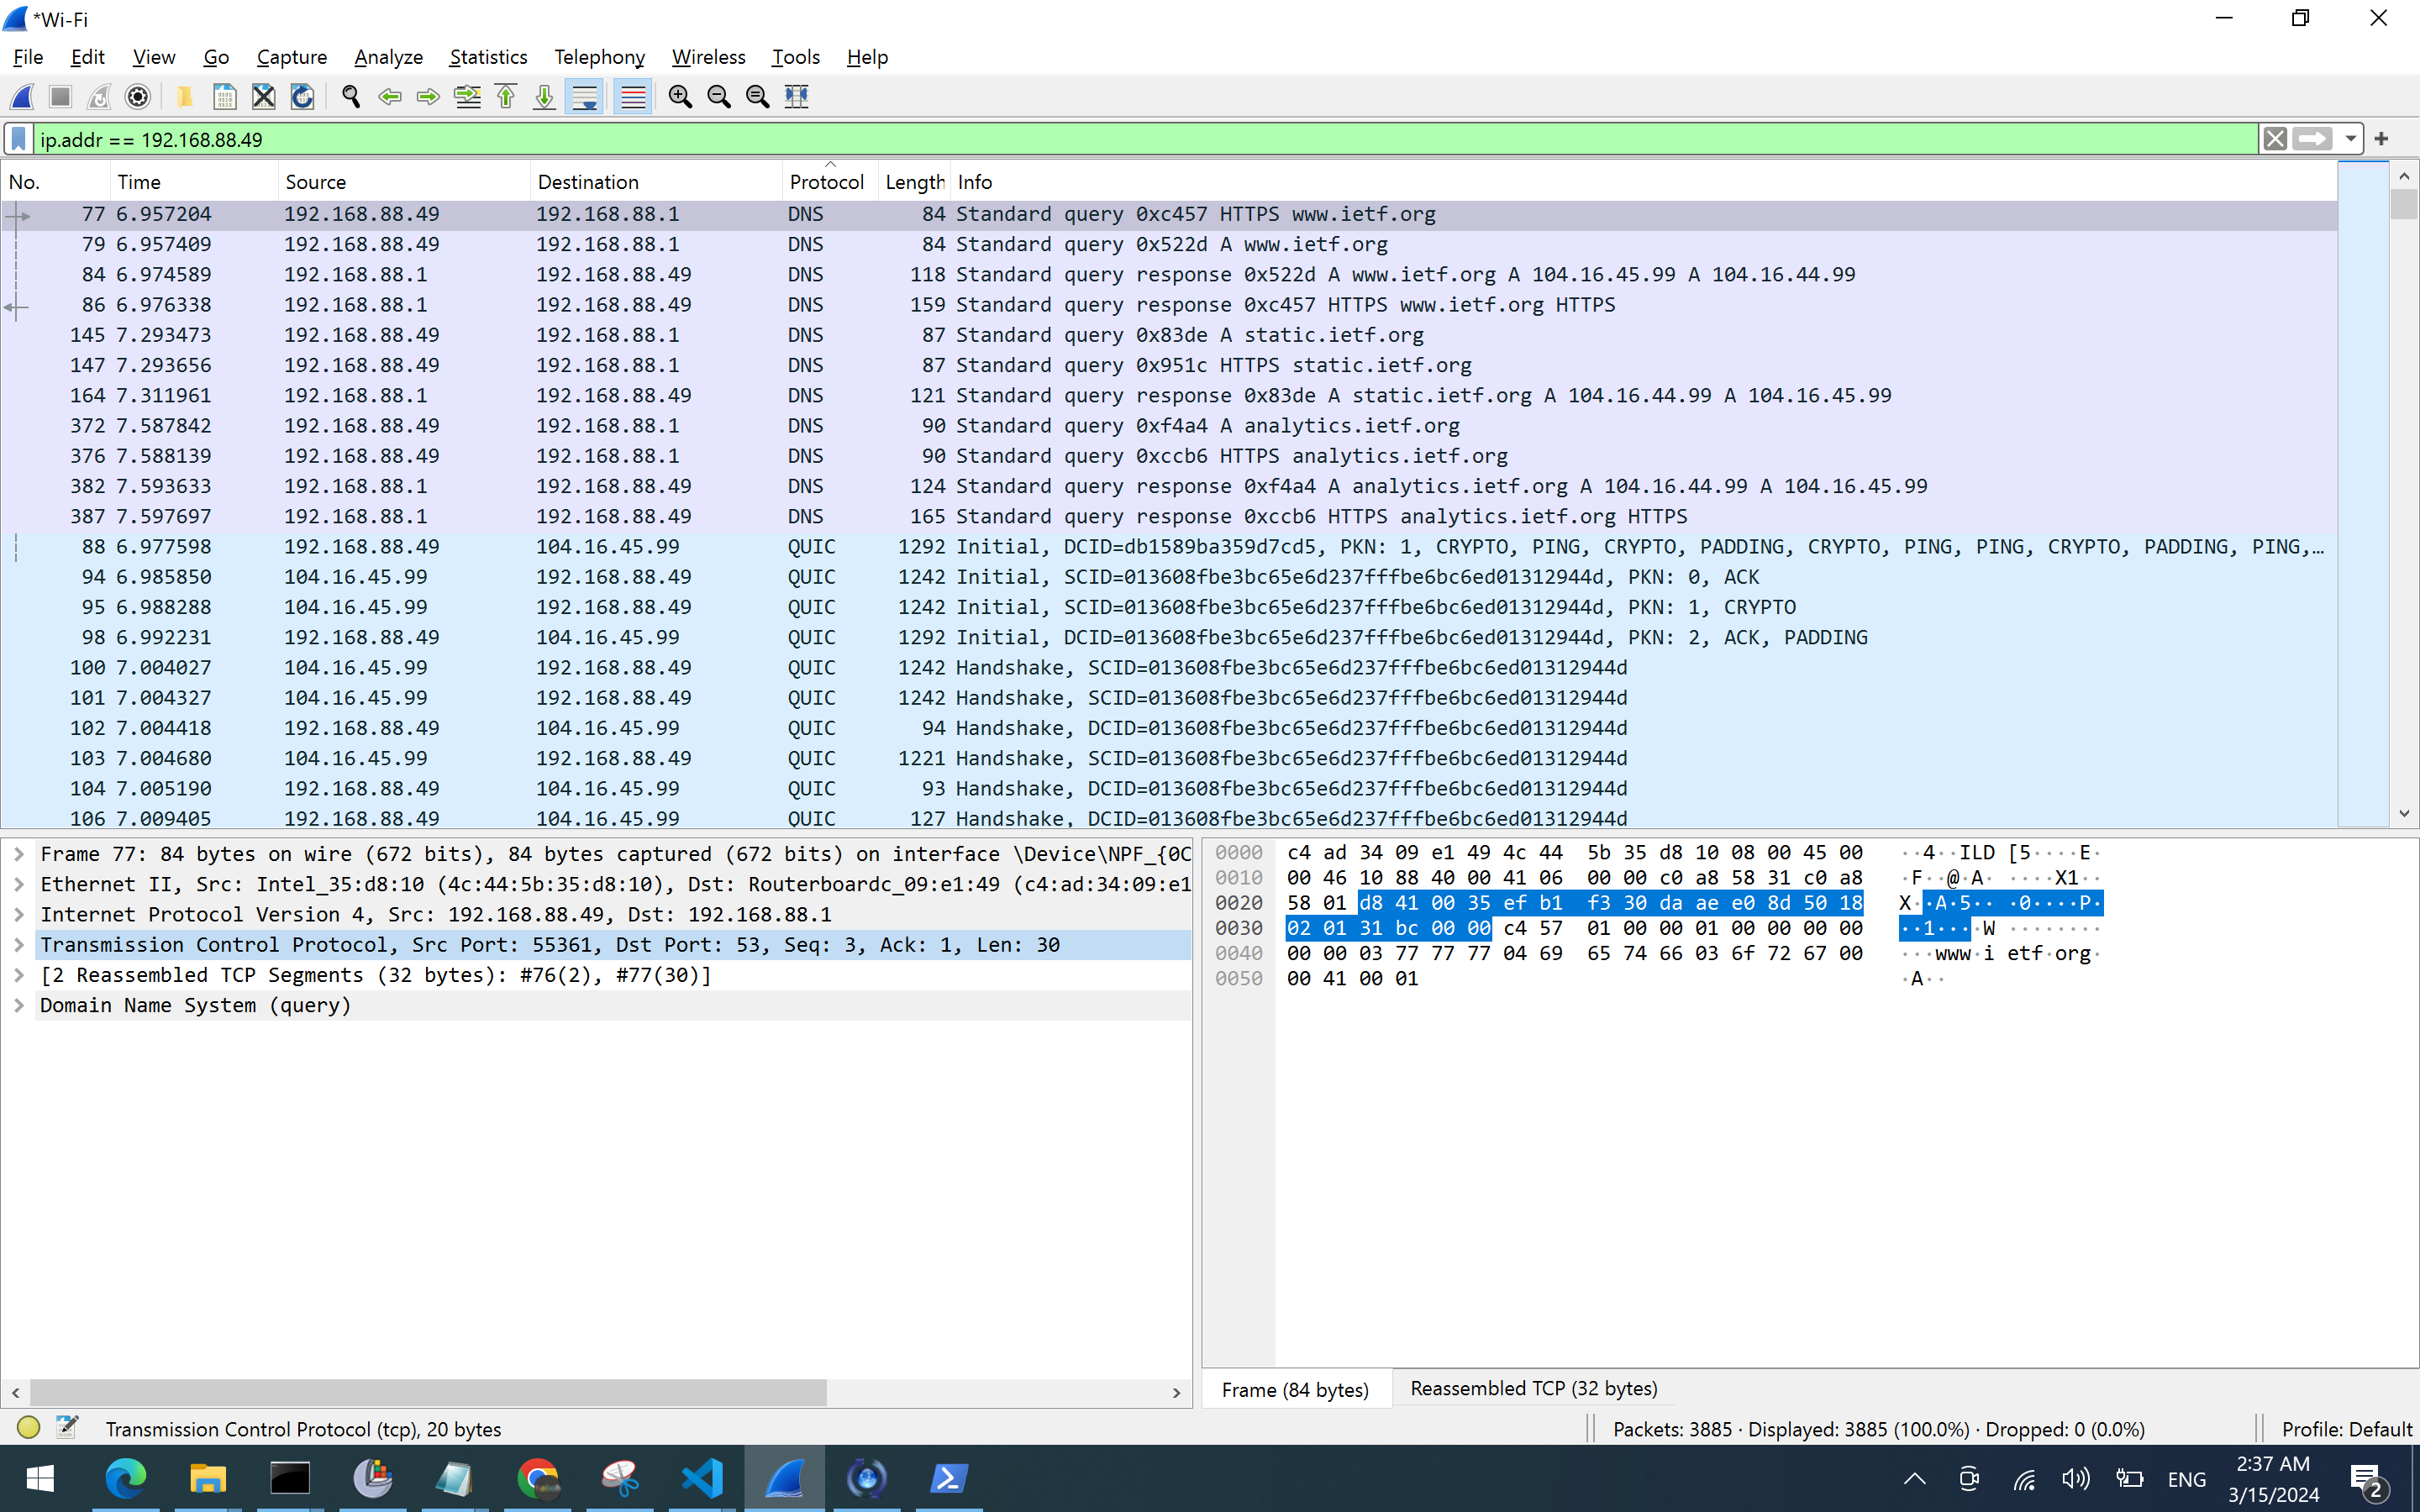 *Wi-Fi
File Edit View Go Capture Analyze Statistics Telephony Wireless Tools Help
ip.addr == 192.168.88.49
No. Time Source Destination Protocol Length Info
77 6.957204 192.168.88.49 192.168.88.1 DNS 84 Standard query 0xc457 HTTPS www.ietf.org
79 6.957409 192.168.88.49 192.168.88.1 DNS 84 Standard query 0x522d A www.ietf.org
84 6.974589 192.168.88.1 192.168.88.49 DNS 118 Standard query response 0x522d A www.ietf.org A 104.16.45.99 A 104.16.44.99
86 6.976338 192.168.88.1 192.168.88.49 DNS 159 Standard query response 0xc457 HTTPS www.ietf.org HTTPS
145 7.293473 192.168.88.49 192.168.88.1 DNS 87 Standard query 0x83de A static.ietf.org
147 7.293656 192.168.88.49 192.168.88.1 DNS 87 Standard query 0x951c HTTPS static.ietf.org
164 7.311961 192.168.88.1 192.168.88.49 DNS 121 Standard query response 0x83de A static.ietf.org A 104.16.44.99 A 104.16.45.99
372 7.587842 192.168.88.49 192.168.88.1 DNS 90 Standard query 0xf4a4 A analytics.ietf.org
376 7.588139 192.168.88.49 192.168.88.1 DNS 90 Standard query 0xccb6 HTTPS analytics.ietf.org
382 7.593633 192.168.88.1 192.168.88.49 DNS 124 Standard query response 0xf4a4 A analytics.ietf.org A 104.16.44.99 A 104.16.45.99
387 7.597697 192.168.88.1 192.168.88.49 DNS 165 Standard query response 0xccb6 HTTPS analytics.ietf.org HTTPS
88 6.977598 192.168.88.49 104.16.45.99 QUIC 1292 Initial, DCID=db1589ba359d7cd5, PKN: 1, CRYPTO, PING, CRYPTO, PADDING, CRYPTO, PING, PING, CRYPTO, PADDING, PING,…
94 6.985850 104.16.45.99 192.168.88.49 QUIC 1242 Initial, SCID=013608fbe3bc65e6d237fffbe6bc6ed01312944d, PKN: 0, ACK
95 6.988288 104.16.45.99 192.168.88.49 QUIC 1242 Initial, SCID=013608fbe3bc65e6d237fffbe6bc6ed01312944d, PKN: 1, CRYPTO
98 6.992231 192.168.88.49 104.16.45.99 QUIC 1292 Initial, DCID=013608fbe3bc65e6d237fffbe6bc6ed01312944d, PKN: 2, ACK, PADDING
100 7.004027 104.16.45.99 192.168.88.49 QUIC 1242 Handshake, SCID=013608fbe3bc65e6d237fffbe6bc6ed01312944d
101 7.004327 104.16.45.99 192.168.88.49 QUIC 1242 Handshake, SCID=013608fbe3bc65e6d237fffbe6bc6ed01312944d
102 7.004418 192.168.88.49 104.16.45.99 QUIC 94 Handshake, DCID=013608fbe3bc65e6d237fffbe6bc6ed01312944d
103 7.004680 104.16.45.99 192.168.88.49 QUIC 1221 Handshake, SCID=013608fbe3bc65e6d237fffbe6bc6ed01312944d
104 7.005190 192.168.88.49 104.16.45.99 QUIC 93 Handshake, DCID=013608fbe3bc65e6d237fffbe6bc6ed01312944d
106 7.009405 192.168.88.49 104.16.45.99 QUIC 127 Handshake, DCID=013608fbe3bc65e6d237fffbe6bc6ed01312944d
Frame 77: 84 bytes on wire (672 bits), 84 bytes captured (672 bits) on interface \Device\NPF_{0C
Ethernet II, Src: Intel_35:d8:10 (4c:44:5b:35:d8:10), Dst: Routerboardc_09:e1:49 (c4:ad:34:09:e1
Internet Protocol Version 4, Src: 192.168.88.49, Dst: 192.168.88.1
Transmission Control Protocol, Src Port: 55361, Dst Port: 53, Seq: 3, Ack: 1, Len: 30
[2 Reassembled TCP Segments (32 bytes): #76(2), #77(30)]
Domain Name System (query)
0000 c4 ad 34 09 e1 49 4c 44 5b 35 d8 10 08 00 45 00 ··4··ILD [5····E·
0010 00 46 10 88 40 00 41 06 00 00 c0 a8 58 31 c0 a8 ·F··@·A· ····X1··
0020 58 01 d8 41 00 35 ef b1 f3 30 da ae e0 8d 50 18 X··A·5·· ·0····P·
0030 02 01 31 bc 00 00 c4 57 01 00 00 01 00 00 00 00 ··1····W ········
0040 00 00 03 77 77 77 04 69 65 74 66 03 6f 72 67 00 ···www·i etf·org·
0050 00 41 00 01 ·A··
Frame (84 bytes) Reassembled TCP (32 bytes)
Transmission Control Protocol (tcp), 20 bytes Packets: 3885 · Displayed: 3885 (100.0%) · Dropped: 0 (0.0%) Profile: Default
ENG
2:37 AM
3/15/2024
2